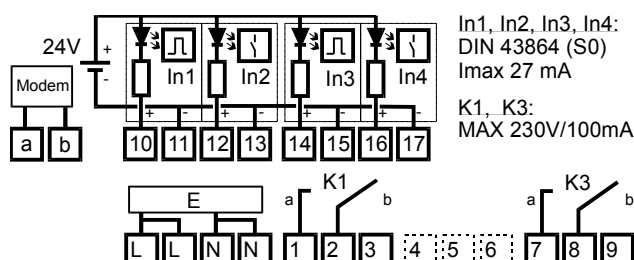 In1, In2, In3, In4:
DIN 43864 (S0)
Imax 27 mA
24V + -
In1 In2 In3 In4
Modem
+ - + - + - + -
K1, K3:
MAX 230V/100mA
a b 10 11 12 13 14 15 16 17
E
a K1 b
a K3 b
L L N N 1 2 3 4 5 6 7 8 9